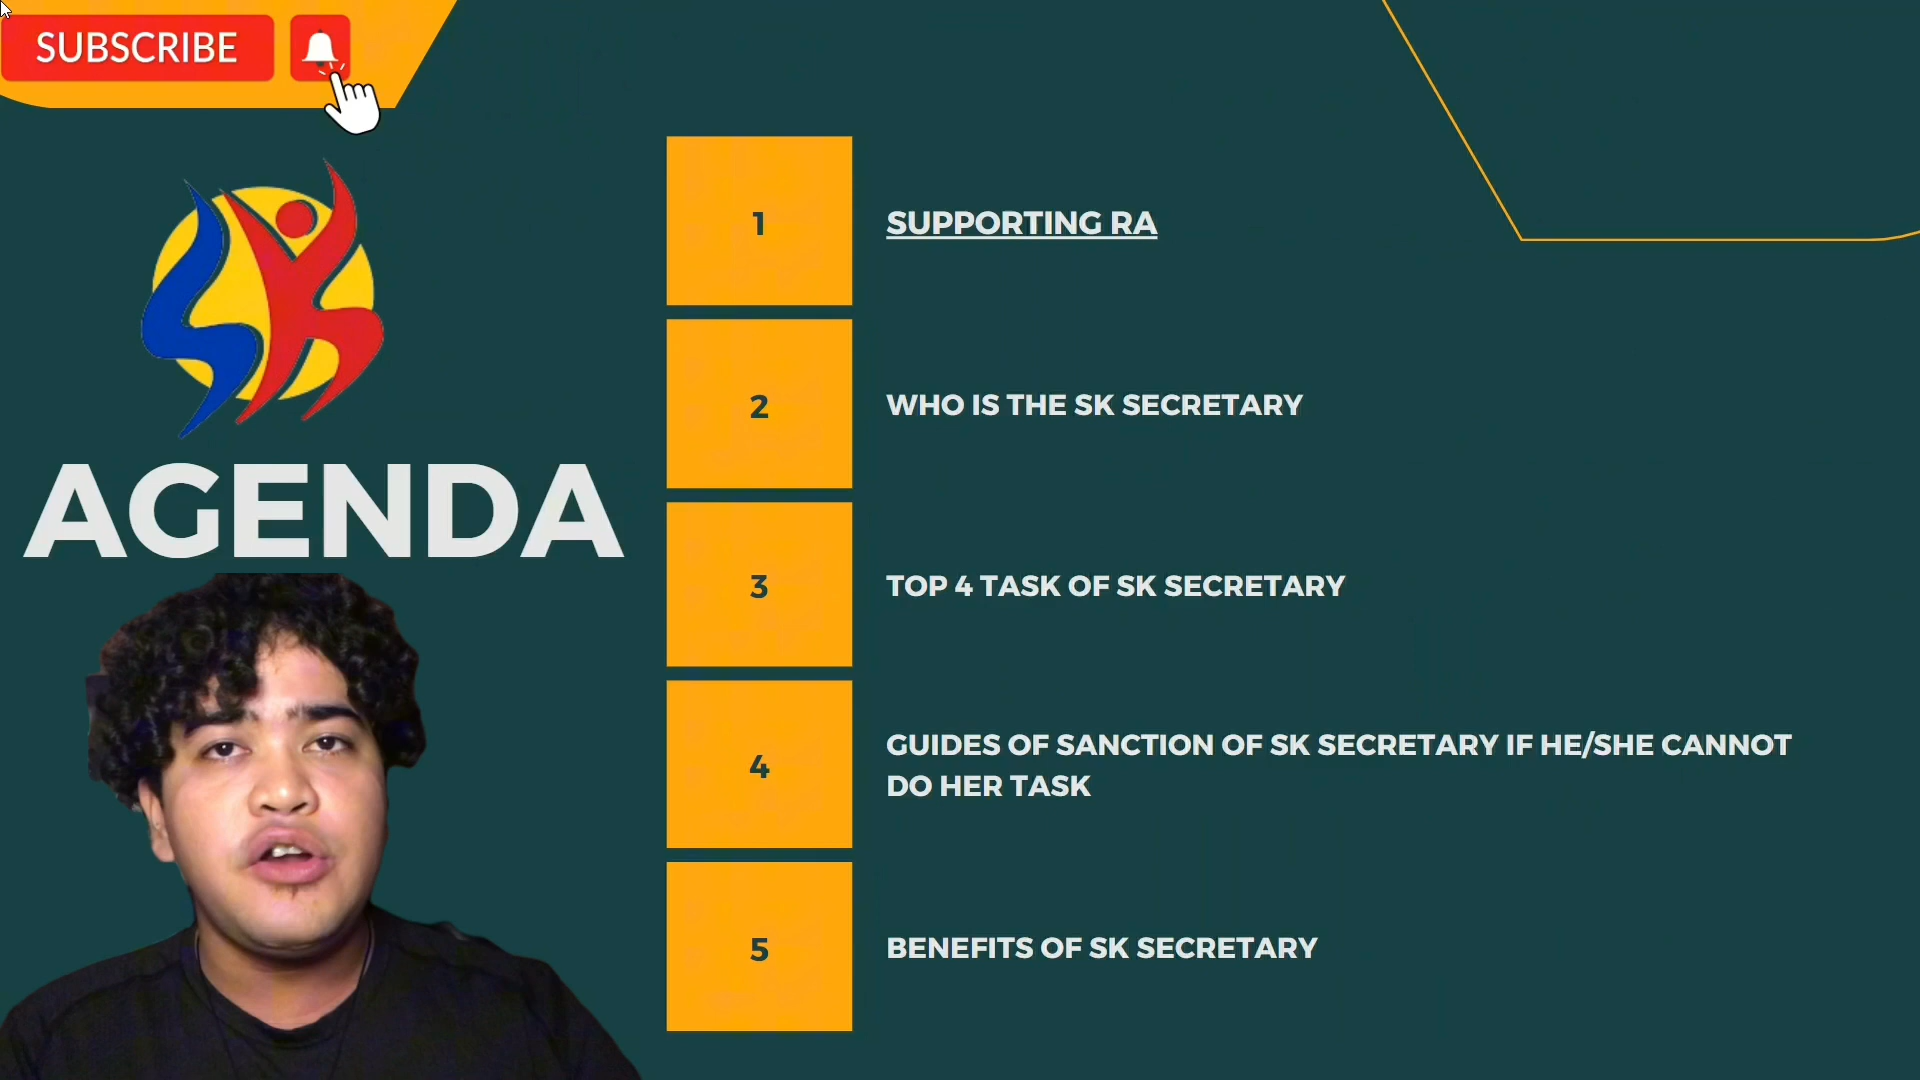 SUBSCRIBE
SK
AGENDA
1
SUPPORTING RA
2
WHO IS THE SK SECRETARY
3
TOP 4 TASK OF SK SECRETARY
4
GUIDES OF SANCTION OF SK SECRETARY IF HE/SHE CANNOT
DO HER TASK
5
BENEFITS OF SK SECRETARY